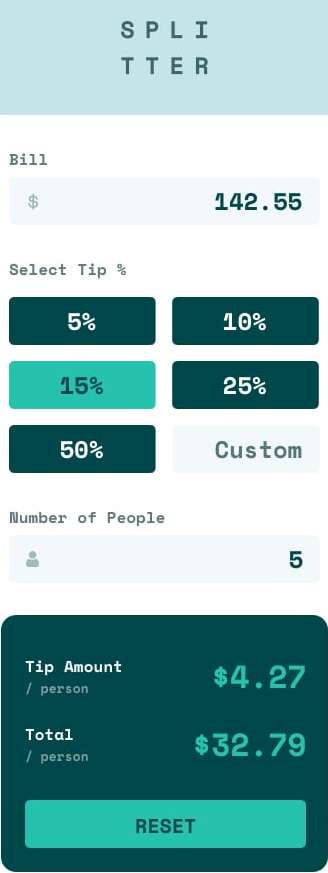 SPLI
TTER
Bill
$ 142.55
Select Tip %
5% 10%
15% 25%
50% Custom
Number of People
5
Tip Amount
/ person
$4.27
Total
/ person
$32.79
RESET